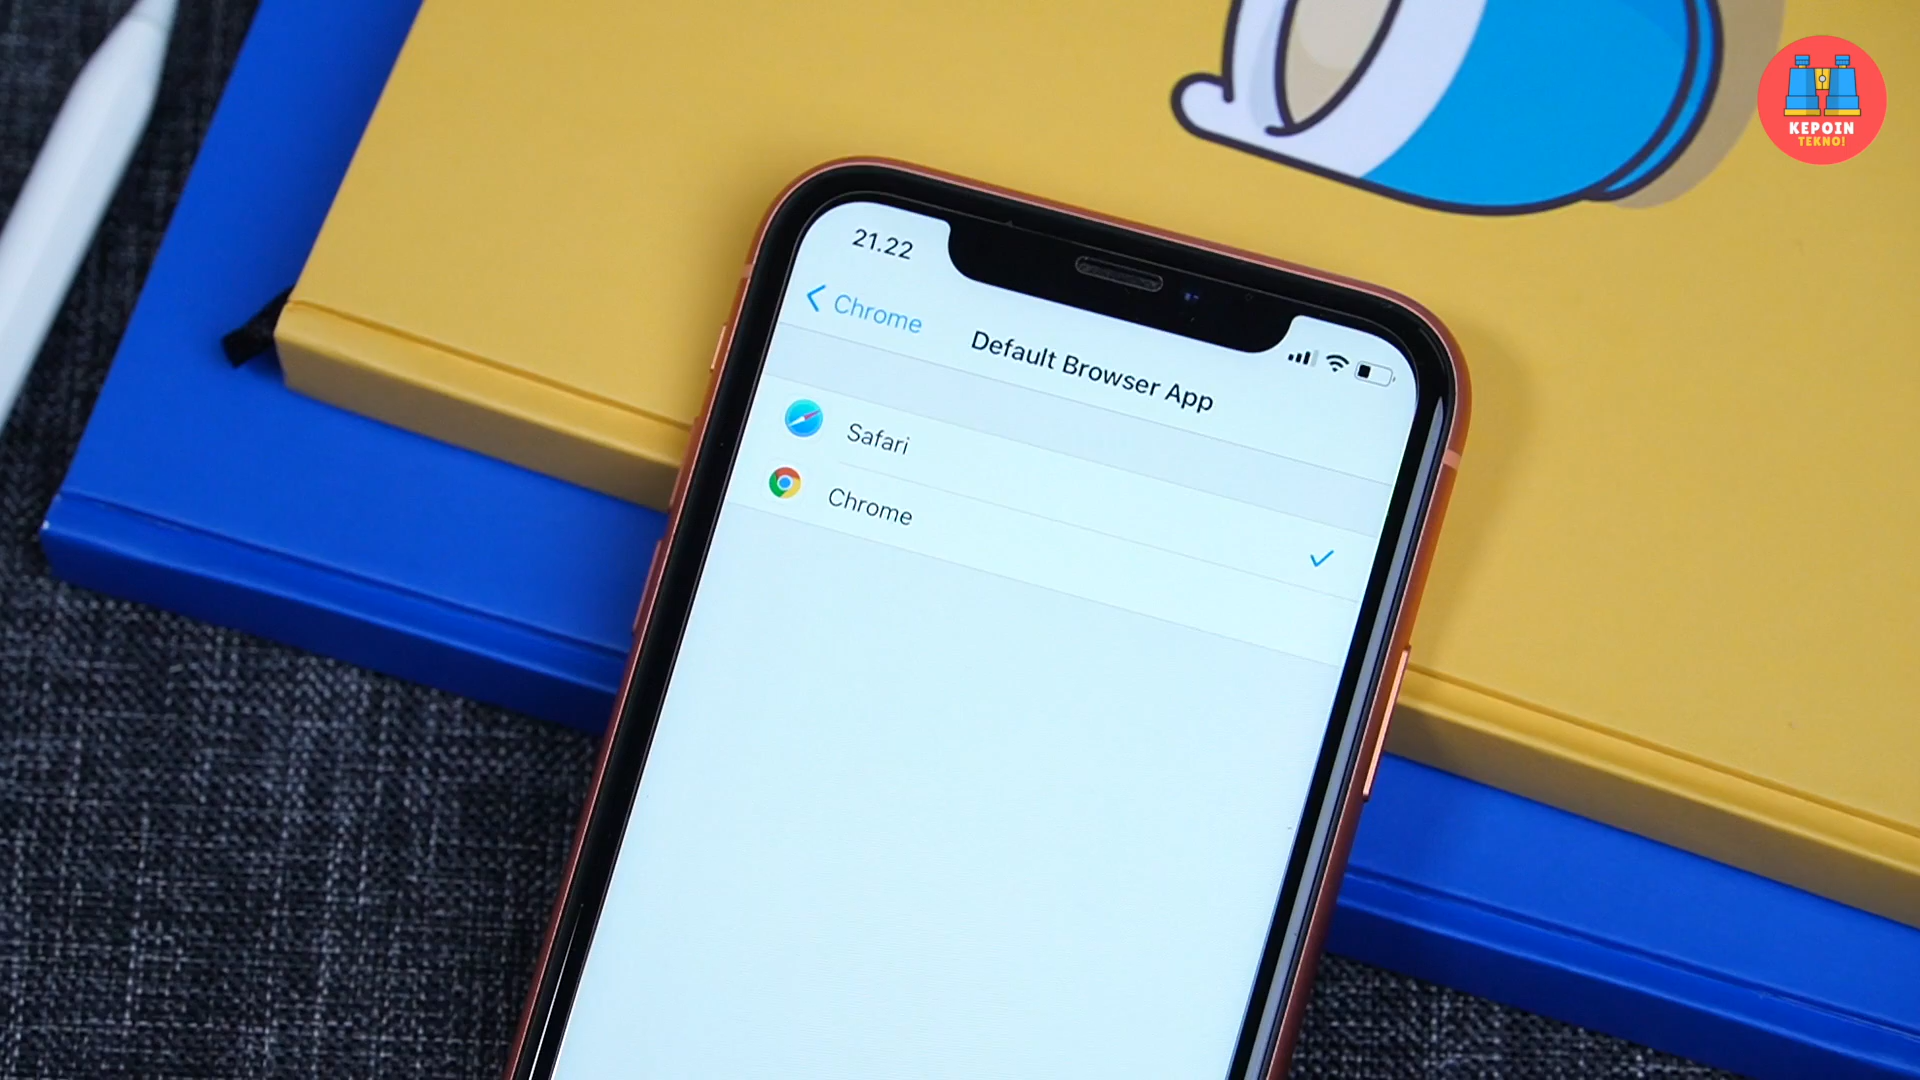 21.22
Chrome
Default Browser App
Safari
Chrome
KEPOIN
TEKNO!